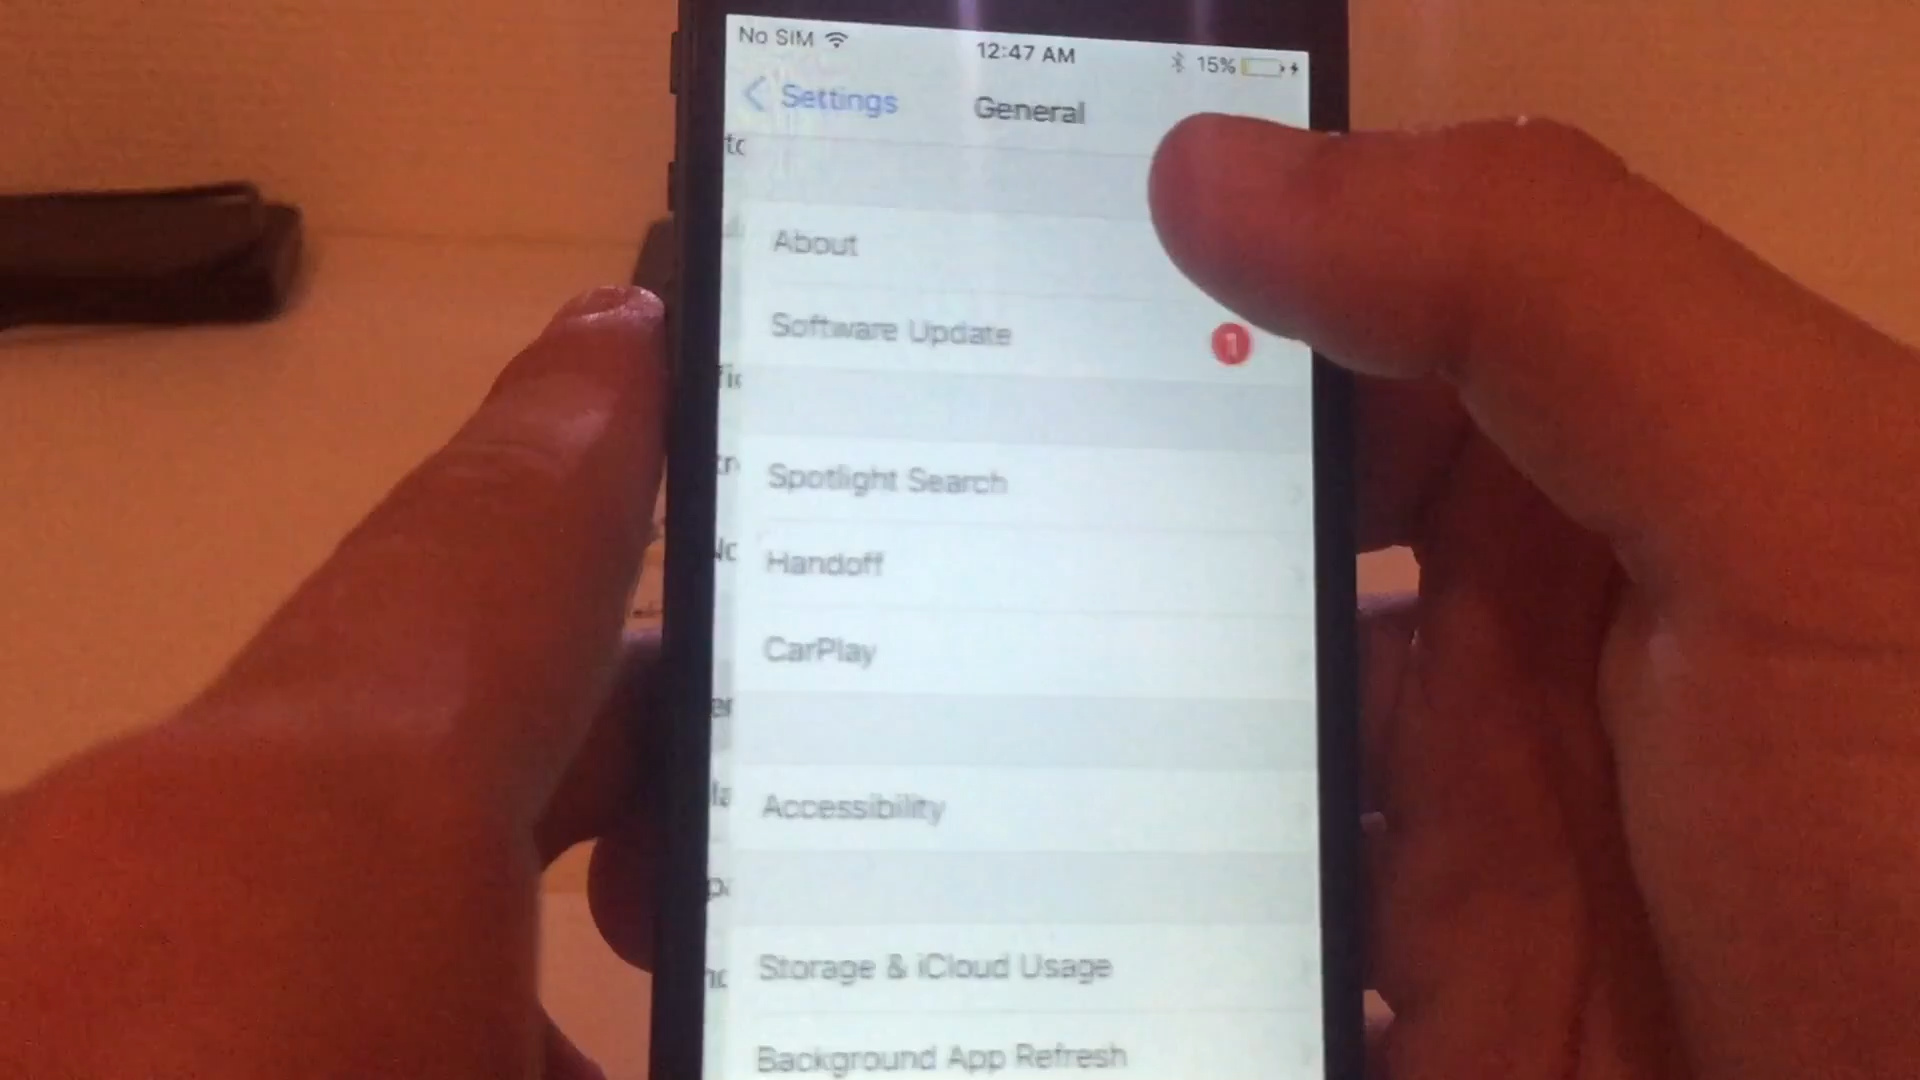 No SIM 12:47 AM 15%
Settings General
About
Software Update 1
Spotlight Search
Handoff
CarPlay
Accessibility
Storage & iCloud Usage
Background App Refresh